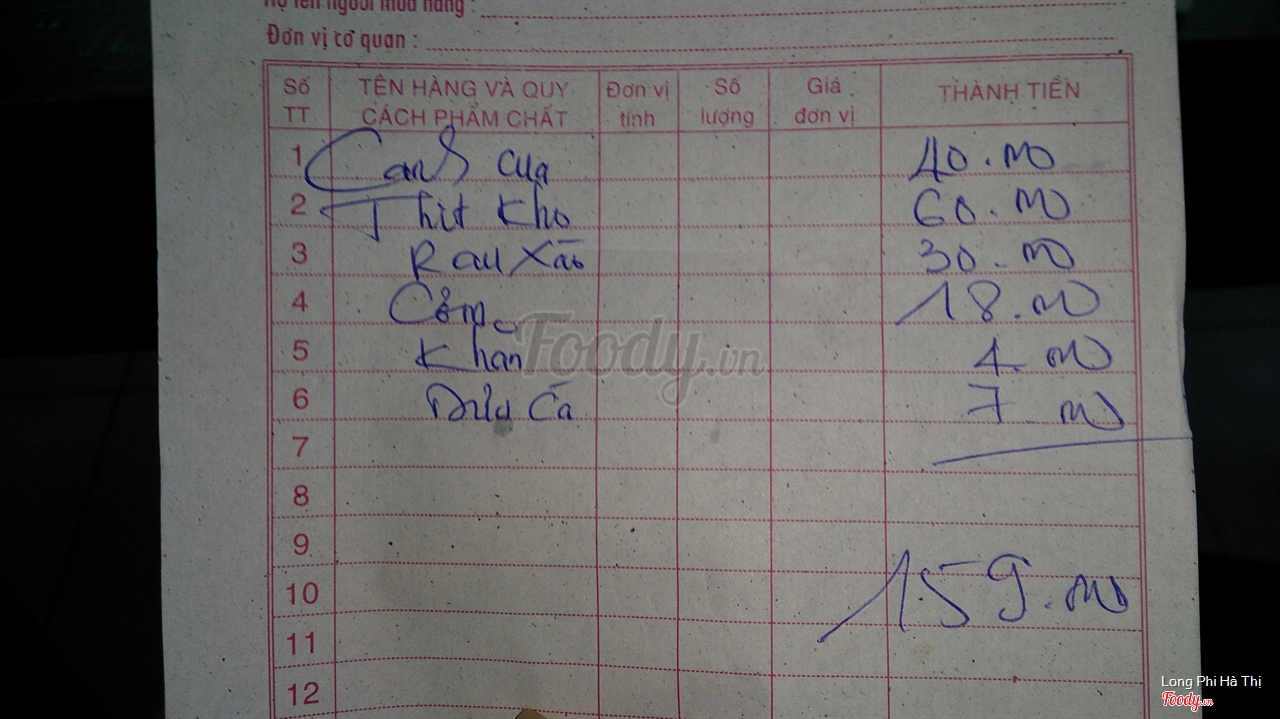 Họ tên người mua hàng :
Đơn vị cơ quan :
Số TT TÊN HÀNG VÀ QUY CÁCH PHẨM CHẤT Đơn vị tính Số lượng Giá đơn vị THÀNH TIỀN
1 Canh cua 40.000
2 Thit kho 60.000
3 Rau xào 30.000
4 Cơm 18.000
5 Khăn 4.000
6 Dưa cà 7.000
7
8
9
10 159.000
11
12
Foody.vn
Long Phi Hà Thị
Foody.vn